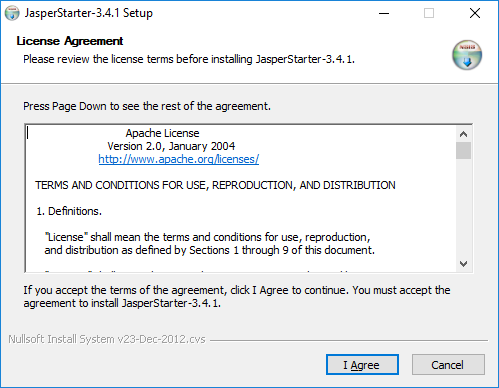 JasperStarter-3.4.1 Setup
License Agreement
Please review the license terms before installing JasperStarter-3.4.1.
Press Page Down to see the rest of the agreement.
Apache License
Version 2.0, January 2004
http://www.apache.org/licenses/
TERMS AND CONDITIONS FOR USE, REPRODUCTION, AND DISTRIBUTION
1. Definitions.
"License" shall mean the terms and conditions for use, reproduction,
and distribution as defined by Sections 1 through 9 of this document.
If you accept the terms of the agreement, click I Agree to continue. You must accept the
agreement to install JasperStarter-3.4.1.
Nullsoft Install System v23-Dec-2012.cvs
I Agree
Cancel